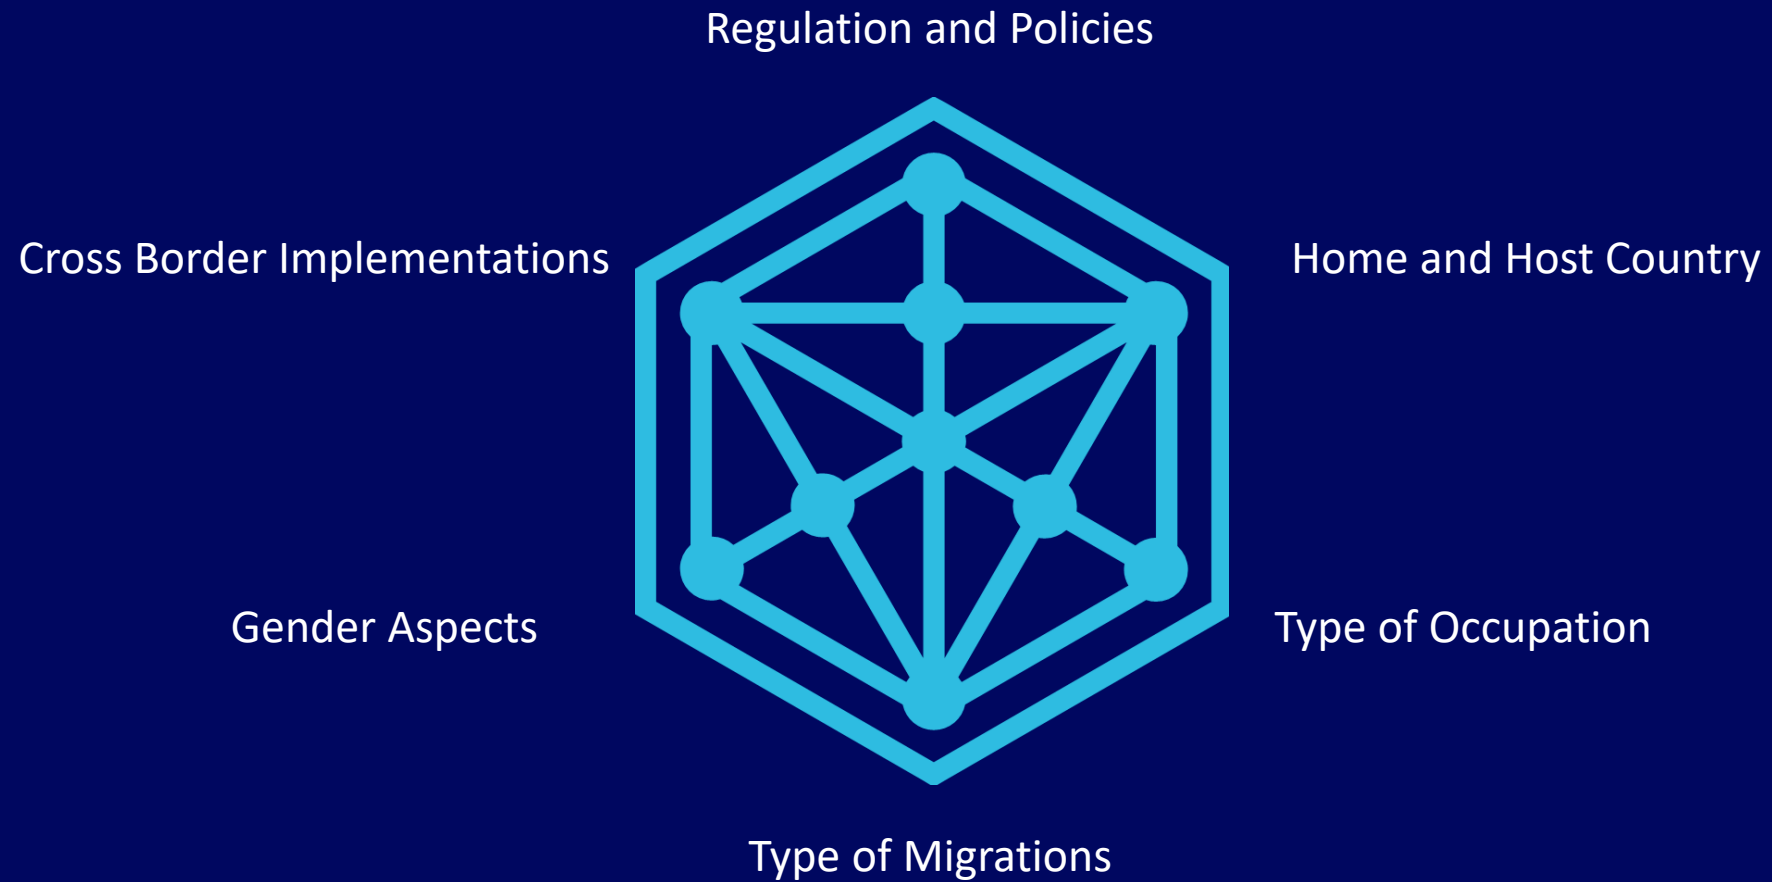 Regulation and Policies
Cross Border Implementations
Home and Host Country
Gender Aspects
Type of Occupation
Type of Migrations